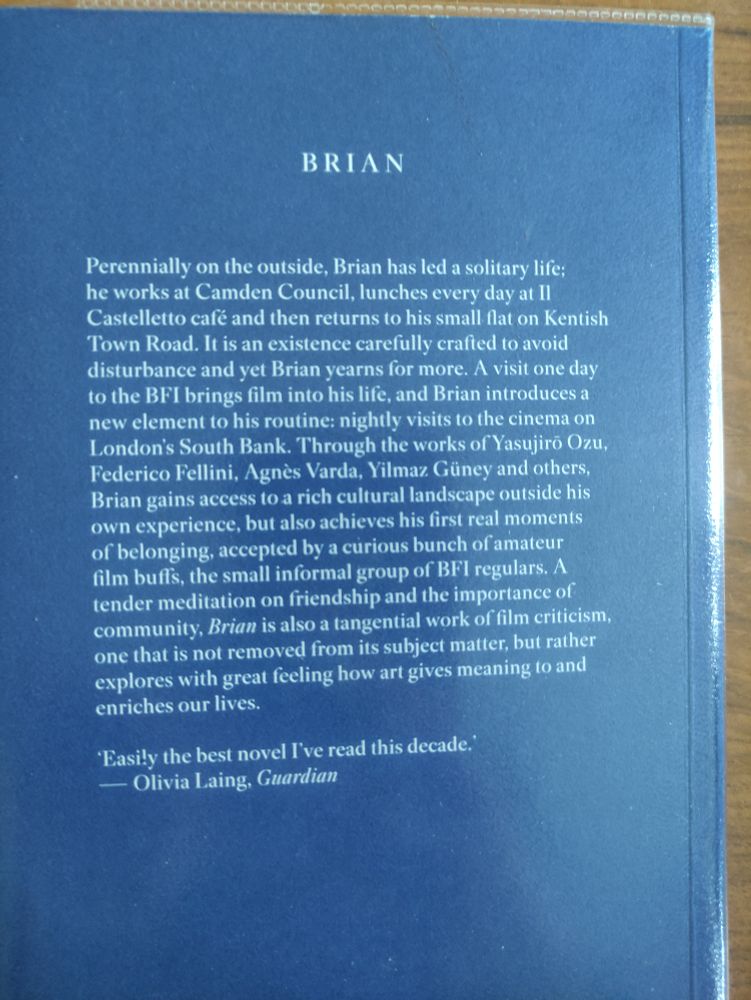 BRIAN
Perennially on the outside, Brian has led a solitary life;
he works at Camden Council, lunches every day at Il
Castelletto café and then returns to his small flat on Kentish
Town Road. It is an existence carefully crafted to avoid
disturbance and yet Brian yearns for more. A visit one day
to the BFI brings film into his life, and Brian introduces a
new element to his routine: nightly visits to the cinema on
London's South Bank. Through the works of Yasujirō Ozu,
Federico Fellini, Agnès Varda, Yilmaz Güney and others,
Brian gains access to a rich cultural landscape outside his
own experience, but also achieves his first real moments
of belonging, accepted by a curious bunch of amateur
film buffs, the small informal group of BFI regulars. A
tender meditation on friendship and the importance of
community, Brian is also a tangential work of film criticism,
one that is not removed from its subject matter, but rather
explores with great feeling how art gives meaning to and
enriches our lives.
‘Easily the best novel I've read this decade.’
— Olivia Laing, Guardian